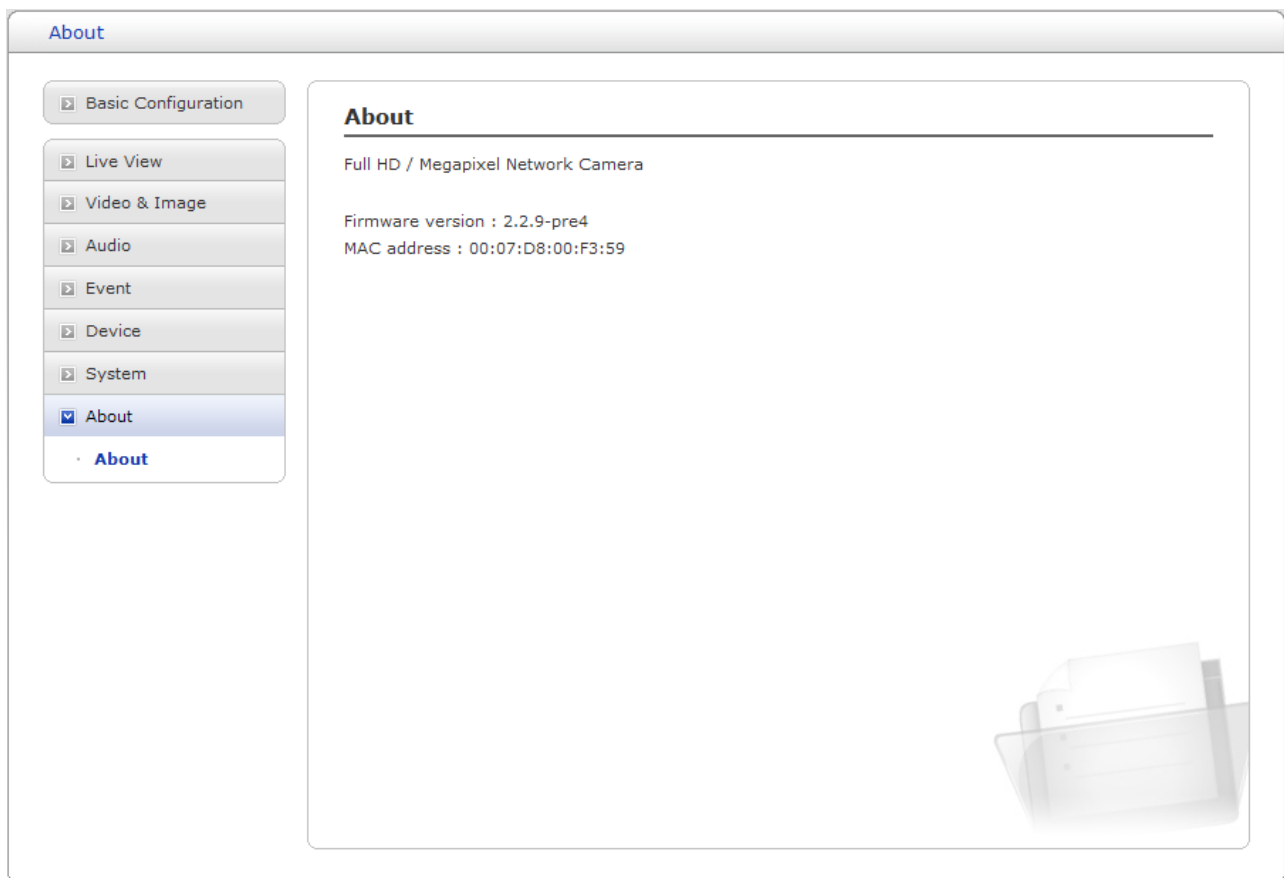 About
Basic Configuration
Live View
Video & Image
Audio
Event
Device
System
About
· About
About
Full HD / Megapixel Network Camera
Firmware version : 2.2.9-pre4
MAC address : 00:07:D8:00:F3:59